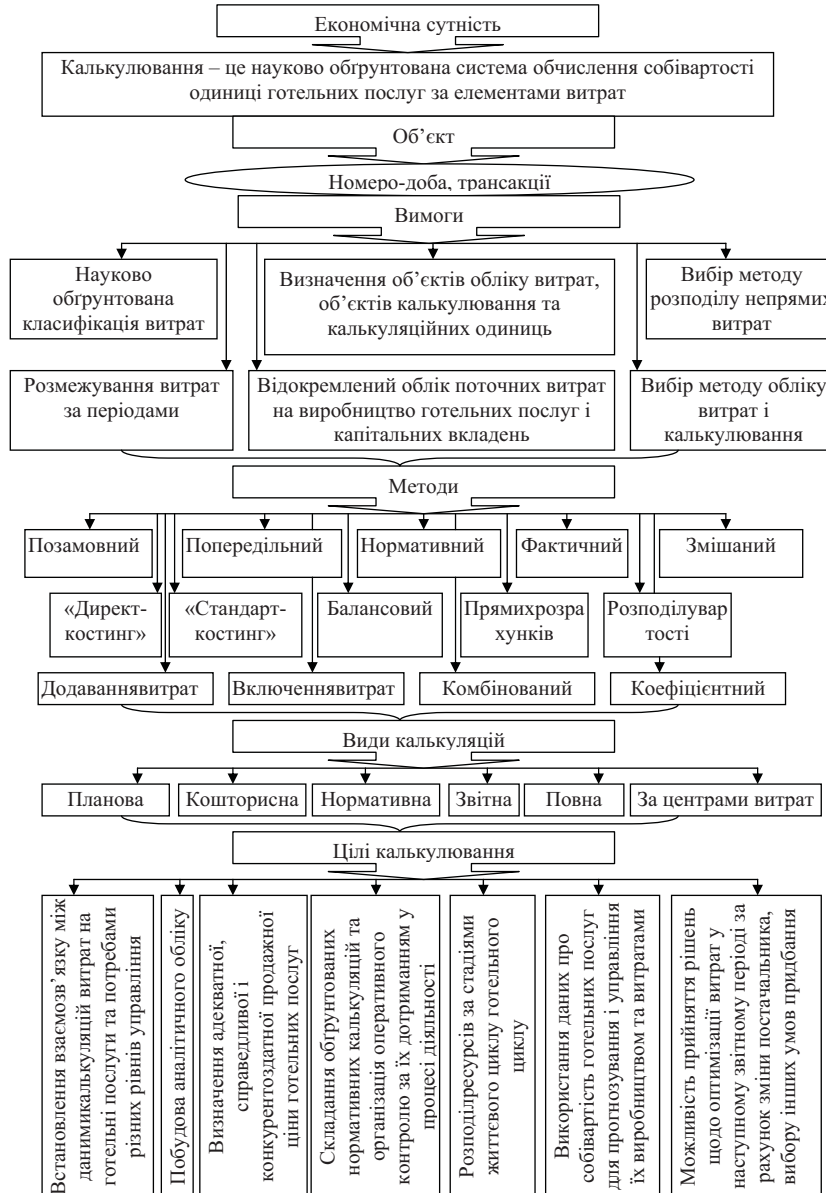 Економічна сутність
Калькулювання – це науково обґрунтована система обчислення собівартості
одиниці готельних послуг за елементами витрат
Об’єкт
Номеро-доба, трансакції
Вимоги
Науково
обґрунтована
класифікація витрат
Визначення об’єктів обліку витрат,
об’єктів калькулювання та
калькуляційних одиниць
Вибір методу
розподілу непрямих
витрат
Розмежування витрат
за періодами
Відокремлений облік поточних витрат
на виробництво готельних послуг і
капітальних вкладень
Вибір методу обліку
витрат і
калькулювання
Методи
Позамовний
Попередільний
Нормативний
Фактичний
Змішаний
«Директ-
костинг»
«Стандарт-
костинг»
Балансовий
Прямихрозра
хунків
Розподілувар
тості
Додаваннявитрат
Включеннявитрат
Комбінований
Коефіцієнтний
Види калькуляцій
Планова
Кошторисна
Нормативна
Звітна
Повна
За центрами витрат
Цілі калькулювання
Встановлення взаємозв’язку між
данимикалькуляцій витрат на
готельні послуги та потребами
різних рівнів управління
Побудова аналітичного обліку
Визначення адекватної,
справедливої і
конкурентоздатної продажної
ціни готельних послуг
Складання обґрунтованих
нормативних калькуляцій та
організація оперативного
контролю за їх дотриманням у
процесі діяльності
Розподілресурсів за стадіями
життєвого циклу готельного
циклу
Використання даних про
собівартість готельних послуг
для прогнозування і управління
їх виробництвом та витратами
Можливість прийняття рішень
щодо оптимізації витрат у
наступному звітному періоді за
рахунок зміни постачальника,
вибору інших умов придбання